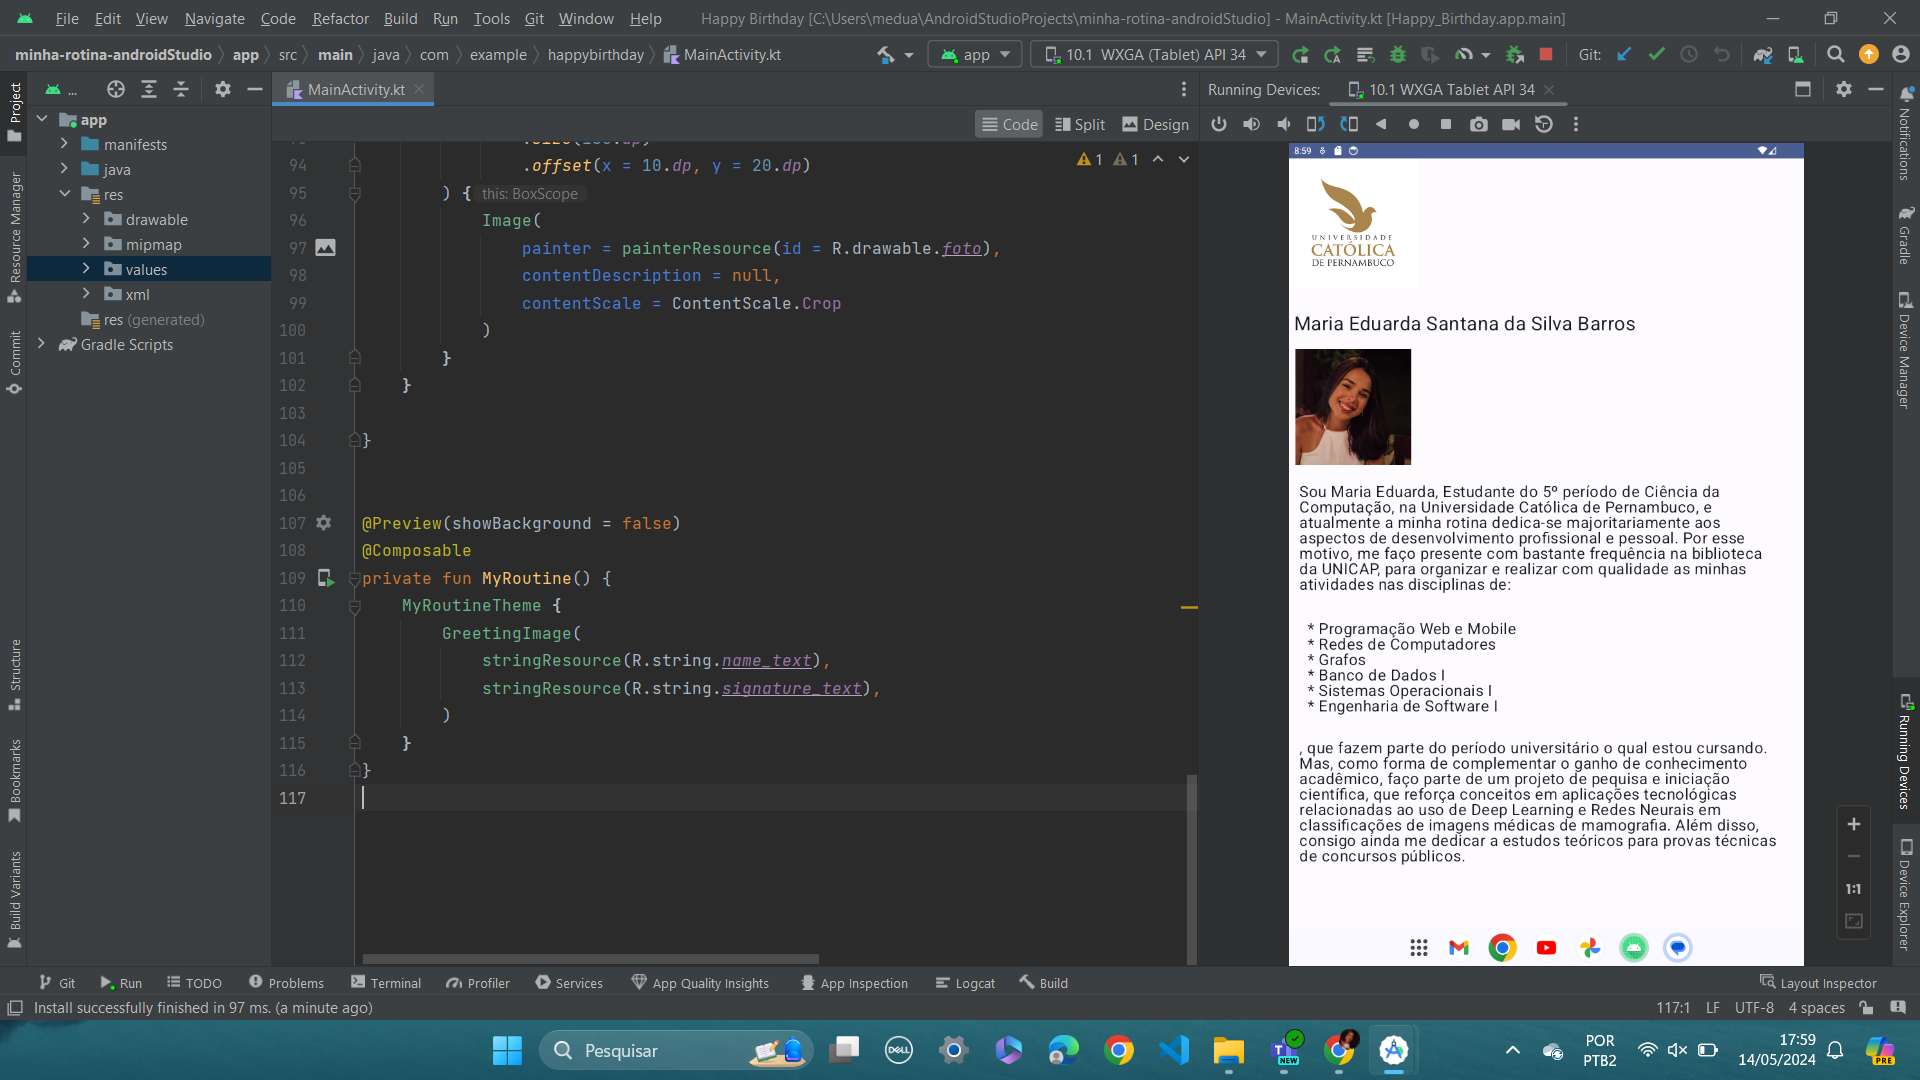 File Edit View Navigate Code Refactor Build Run Tools Git Window Help Happy Birthday [C:\Users\medua\AndroidStudioProjects\minha-rotina-androidStudio] - MainActivity.kt [Happy_Birthday.app.main]
minha-rotina-androidStudio app src main java com example happybirthday MainActivity.kt app 10.1 WXGA (Tablet) API 34 Git:
... MainActivity.kt Running Devices: 10.1 WXGA Tablet API 34
Code Split Design
Project
Resource Manager
Commit
Structure
Bookmarks
Build Variants
app
manifests
java
res
drawable
mipmap
values
xml
res (generated)
Gradle Scripts
1 1
94 .offset(x = 10.dp, y = 20.dp)
95 ) { this: BoxScope
96 Image(
97 painter = painterResource(id = R.drawable.foto),
98 contentDescription = null,
99 contentScale = ContentScale.Crop
100 )
101 }
102 }
103
104 }
105
106
107 @Preview(showBackground = false)
108 @Composable
109 private fun MyRoutine() {
110 MyRoutineTheme {
111 GreetingImage(
112 stringResource(R.string.name_text),
113 stringResource(R.string.signature_text),
114 )
115 }
116 }
117
8:59
UNIVERSIDADE
CATÓLICA
DE PERNAMBUCO
Maria Eduarda Santana da Silva Barros
Sou Maria Eduarda, Estudante do 5º período de Ciência da
Computação, na Universidade Católica de Pernambuco, e
atualmente a minha rotina dedica-se majoritariamente aos
aspectos de desenvolvimento profissional e pessoal. Por esse
motivo, me faço presente com bastante frequência na biblioteca
da UNICAP, para organizar e realizar com qualidade as minhas
atividades nas disciplinas de:
* Programação Web e Mobile
* Redes de Computadores
* Grafos
* Banco de Dados I
* Sistemas Operacionais I
* Engenharia de Software I
, que fazem parte do período universitário o qual estou cursando.
Mas, como forma de complementar o ganho de conhecimento
acadêmico, faço parte de um projeto de pequisa e iniciação
científica, que reforça conceitos em aplicações tecnológicas
relacionadas ao uso de Deep Learning e Redes Neurais em
classificações de imagens médicas de mamografia. Além disso,
consigo ainda me dedicar a estudos teóricos para provas técnicas
de concursos públicos.
1:1
Notifications
Gradle
Device Manager
Running Devices
Device Explorer
Git Run TODO Problems Terminal Profiler Services App Quality Insights App Inspection Logcat Build Layout Inspector
Install successfully finished in 97 ms. (a minute ago) 117:1 LF UTF-8 4 spaces
Pesquisar DELL NEW POR PTB2 17:59 14/05/2024 PRE